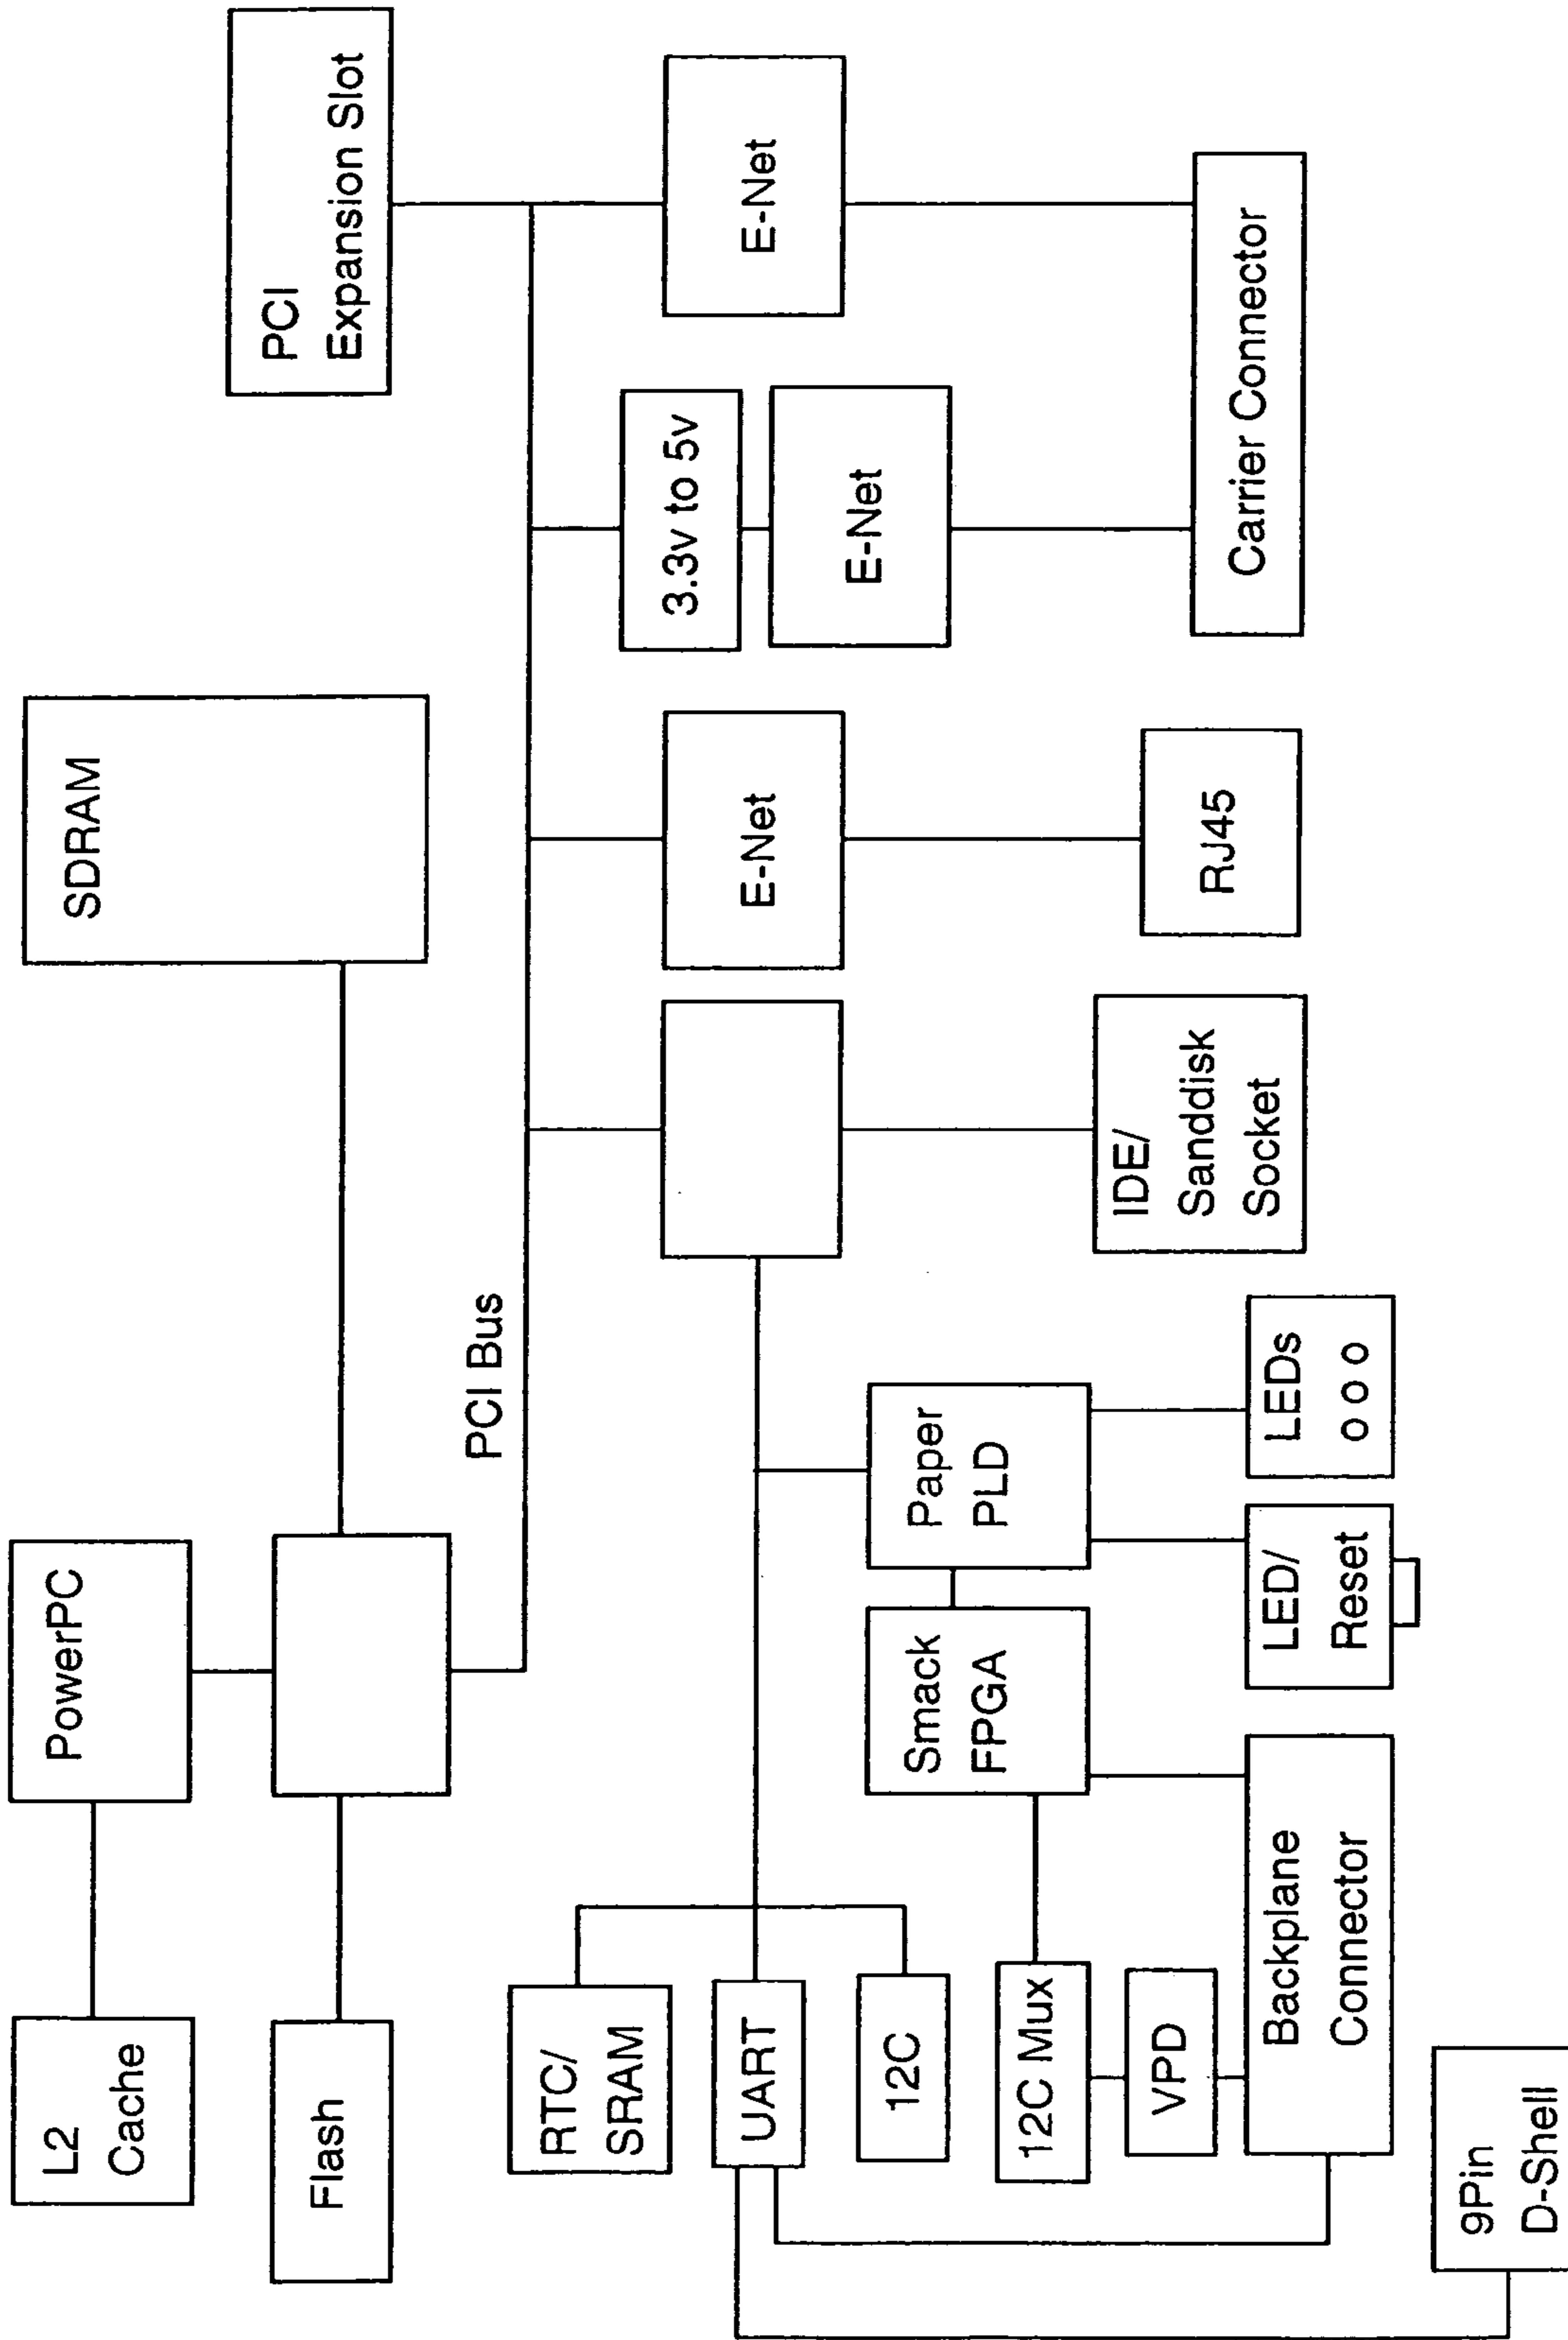 L2
Cache
PowerPC
SDRAM
PCI
Expansion Slot
Flash
PCI Bus
RTC/
SRAM
UART
12C
12C Mux
VPD
Backplane
Connector
9Pin
D-Shell
Smack
FPGA
Paper
PLD
LED/
Reset
LEDs
o o o
IDE/
Sanddisk
Socket
E-Net
RJ45
3.3v to 5v
E-Net
E-Net
Carrier Connector